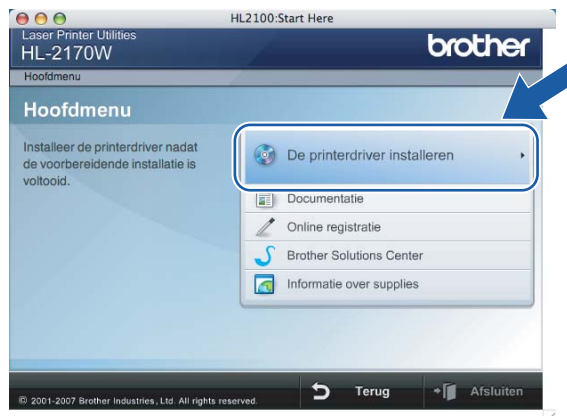 HL2100:Start Here
Laser Printer Utilities
HL-2170W
brother
Hoofdmenu
Hoofdmenu
Installeer de printerdriver nadat
de voorbereidende installatie is
voltooid.
De printerdriver installeren
Documentatie
Online registratie
Brother Solutions Center
Informatie over supplies
© 2001-2007 Brother Industries, Ltd. All rights reserved.
Terug
Afsluiten